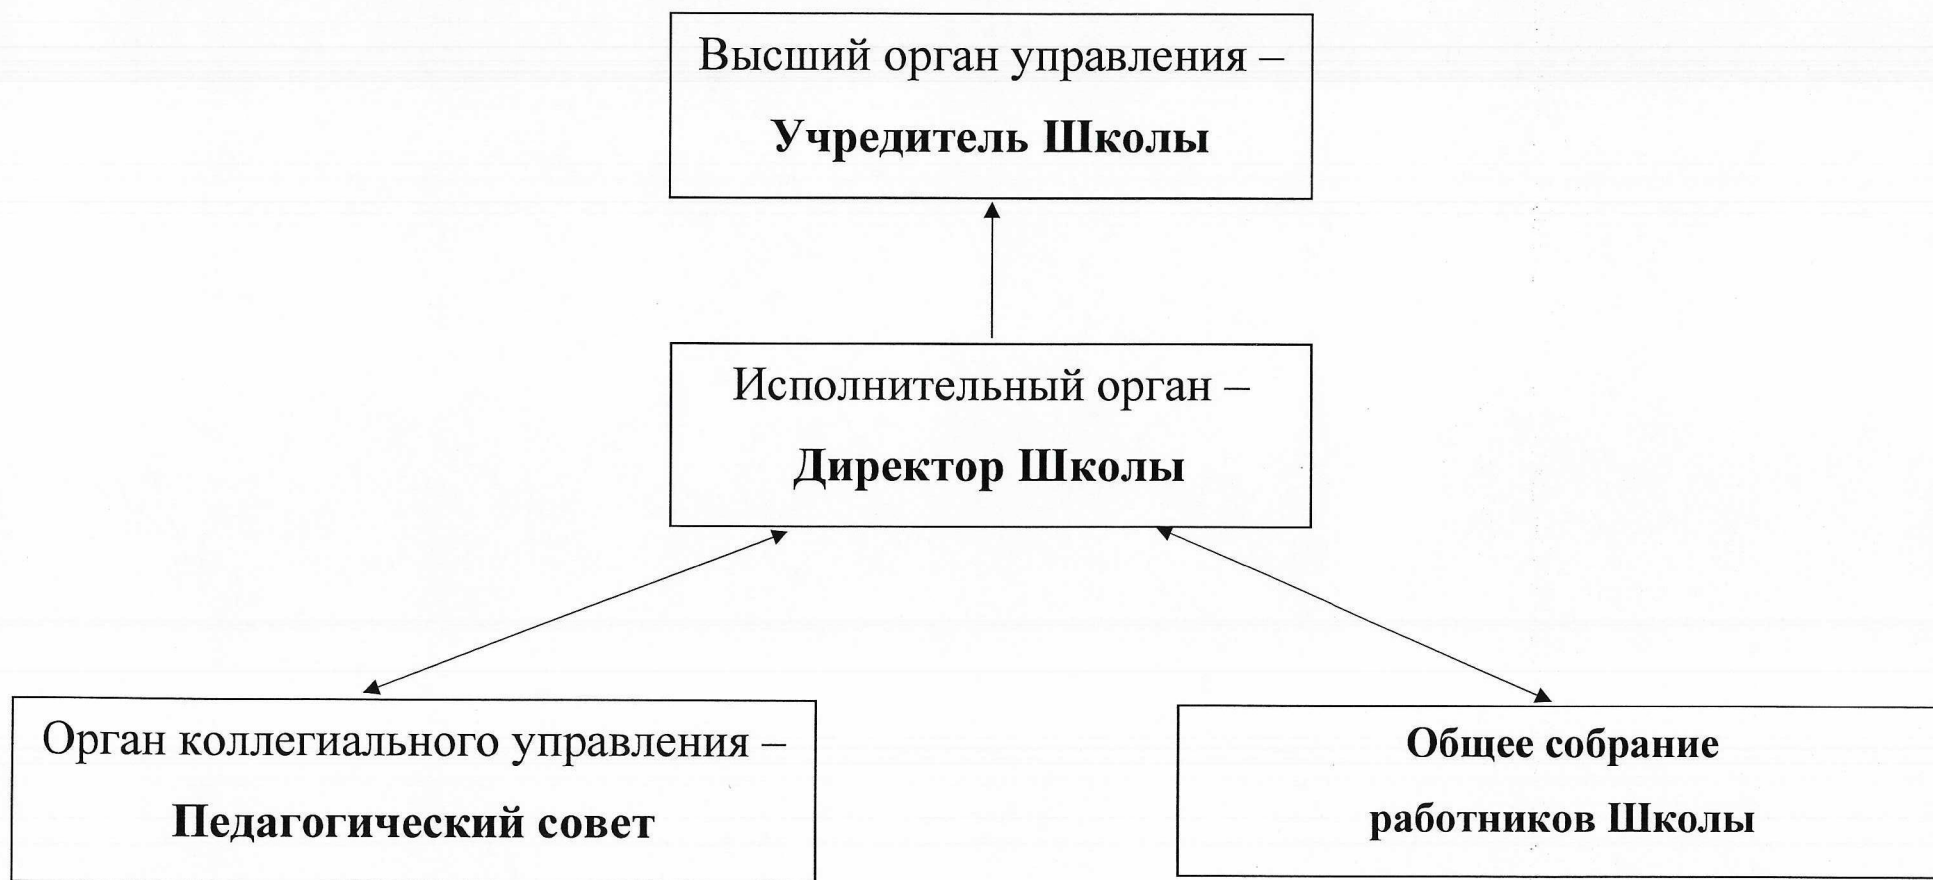 Высший орган управления –
Учредитель Школы
Исполнительный орган –
Директор Школы
Орган коллегиального управления –
Педагогический совет
Общее собрание
работников Школы